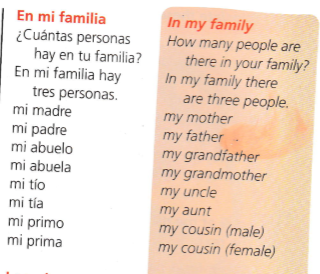 En mi familia
¿Cuántas personas
hay en tu familia?
En mi familia hay
tres personas.
mi madre
mi padre
mi abuelo
mi abuela
mi tío
mi tía
mi primo
mi prima
In my family
How many people are
there in your family?
In my family there
are three people.
my mother
my father
my grandfather
my grandmother
my uncle
my aunt
my cousin (male)
my cousin (female)